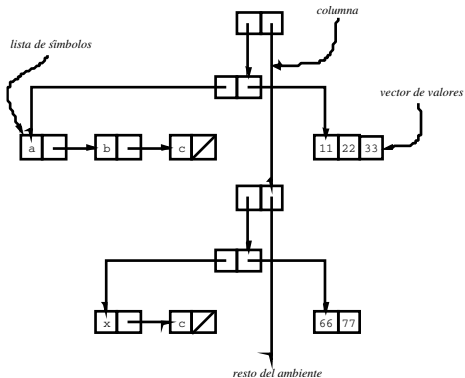 columna
lista de símbolos
vector de valores
a b c
11 22 33
x c
66 77
resto del ambiente